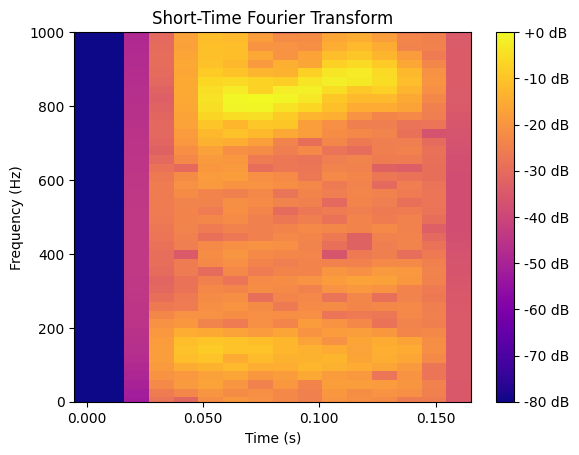 Short-Time Fourier Transform
1000
800
600
400
200
0
Frequency (Hz)
0.000
0.050
0.100
0.150
Time (s)
+0 dB
-10 dB
-20 dB
-30 dB
-40 dB
-50 dB
-60 dB
-70 dB
-80 dB